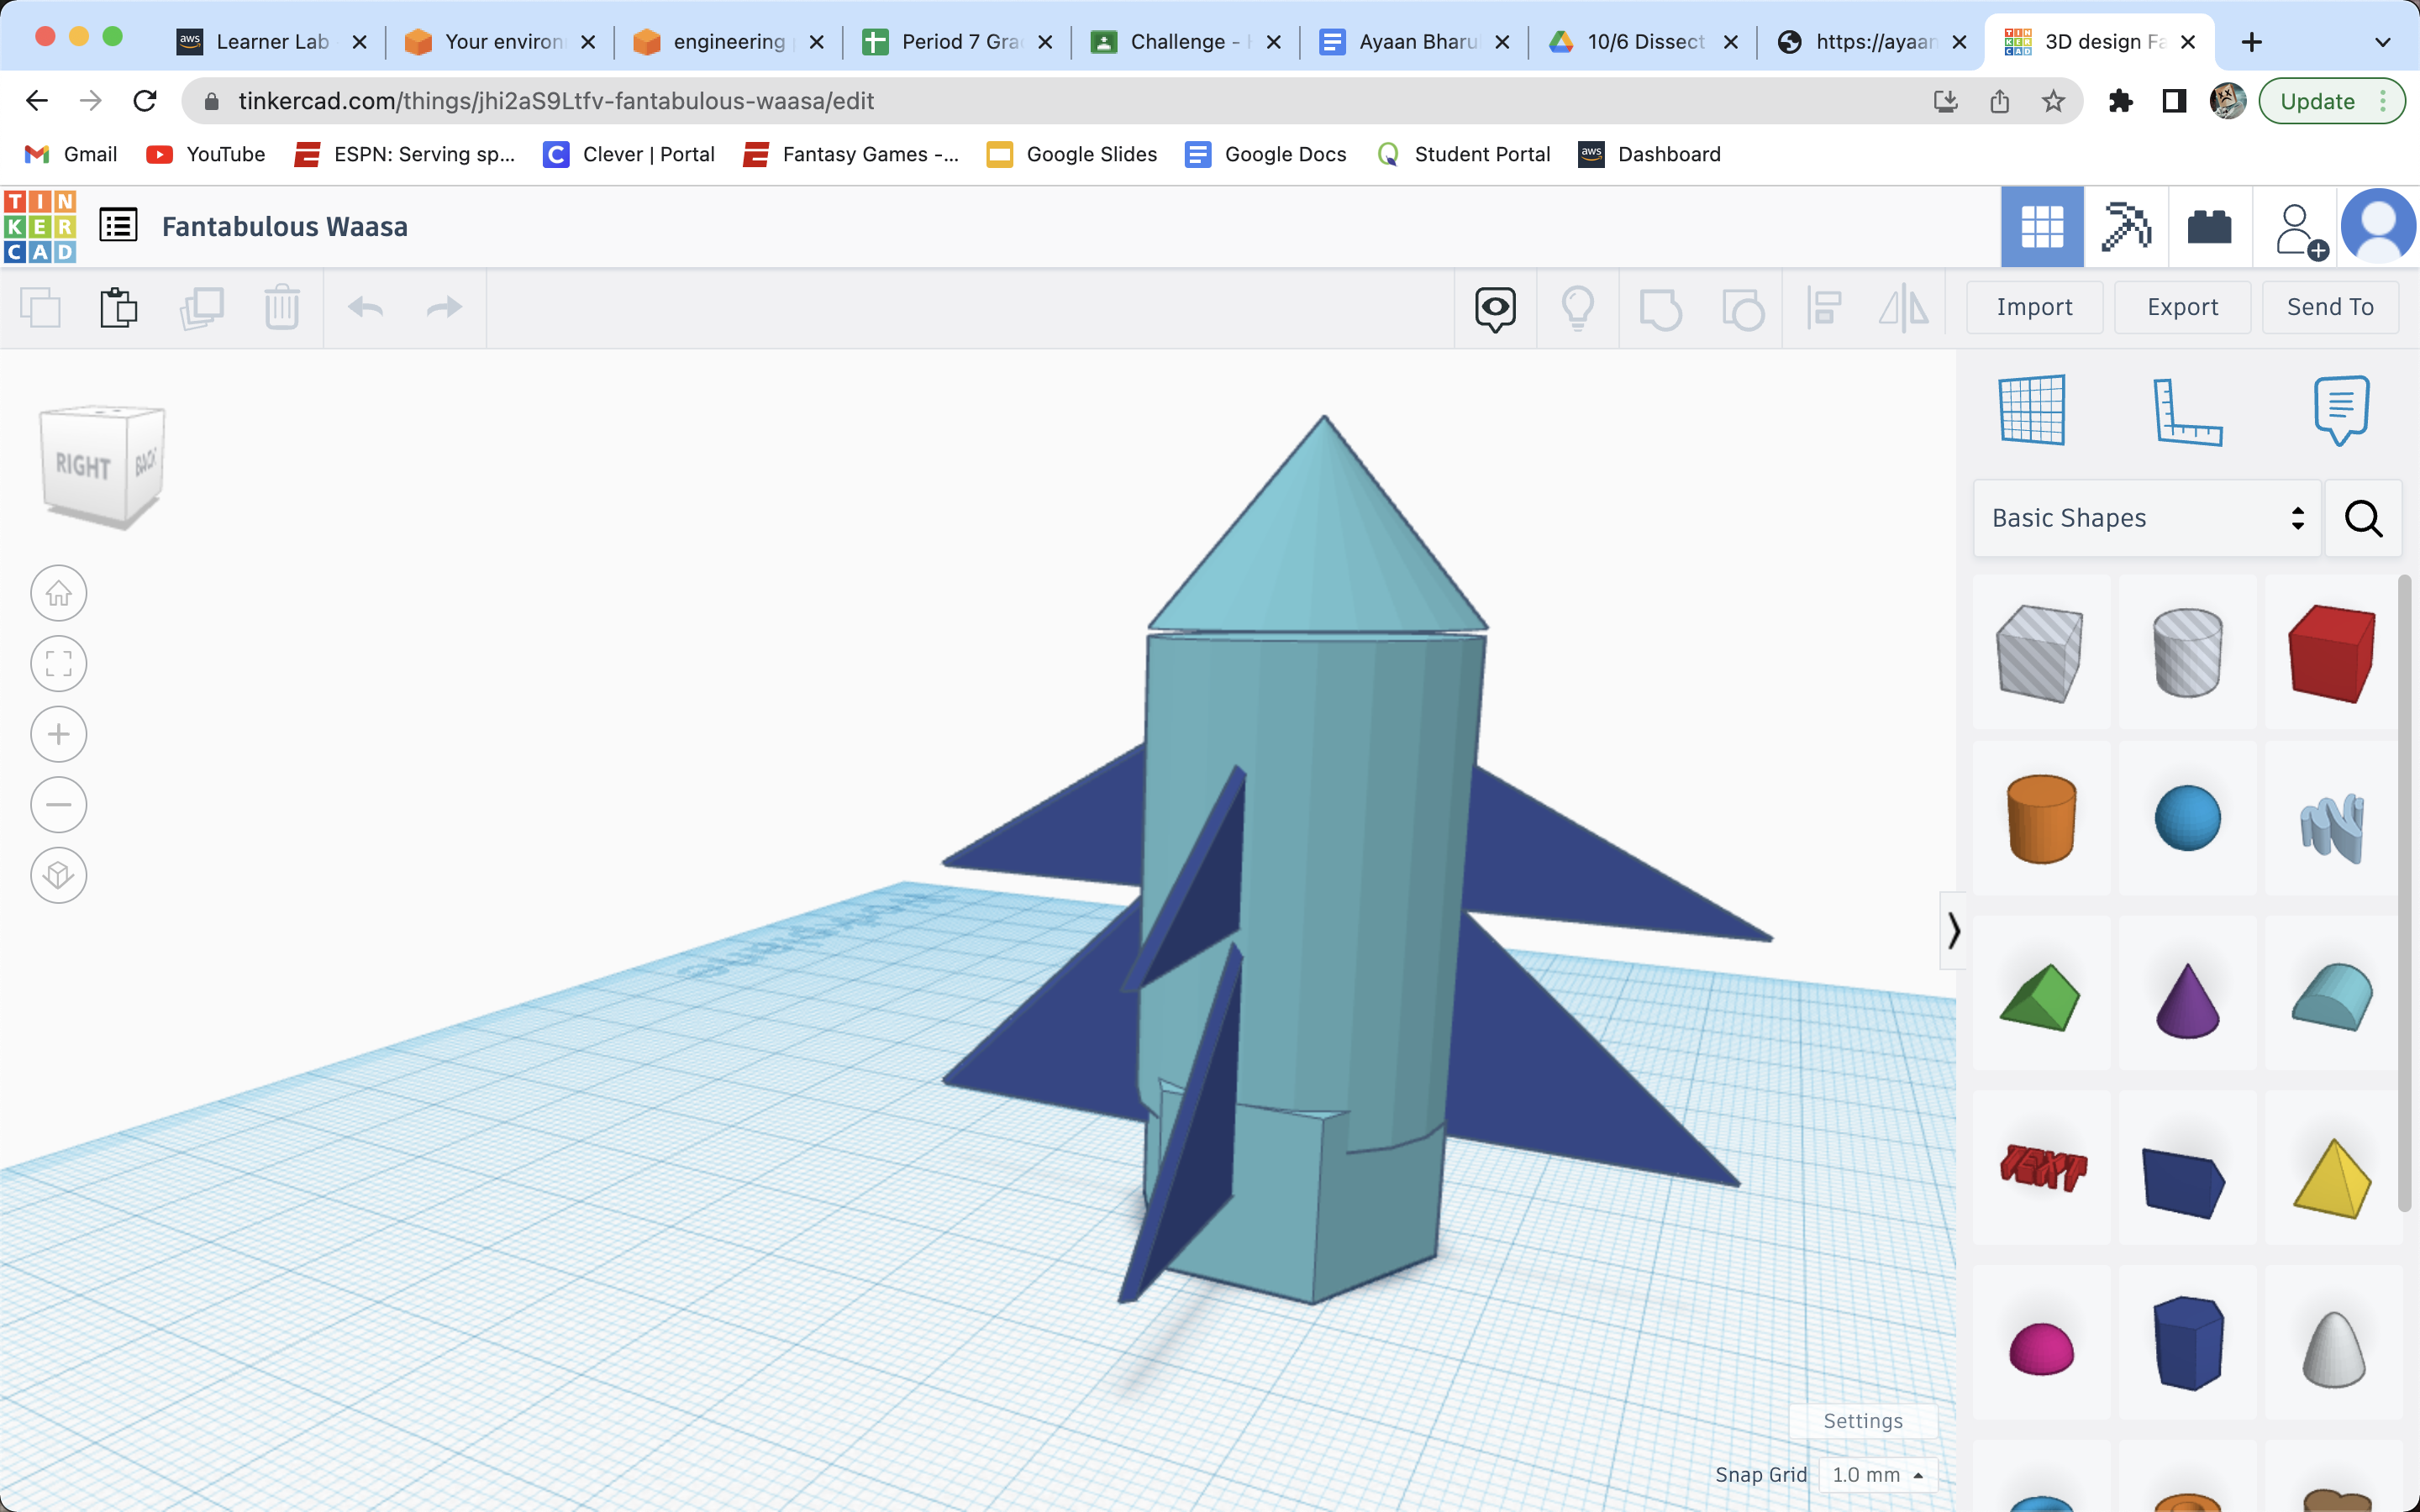 aws Learner Lab
Your environ
engineering
Period 7 Gra
Challenge -
Ayaan Bharu
10/6 Dissect
https://ayaan
3D design Fa
tinkercad.com/things/jhi2aS9Ltfv-fantabulous-waasa/edit
Update
Gmail
YouTube
ESPN: Serving sp...
Clever | Portal
Fantasy Games -...
Google Slides
Google Docs
Student Portal
aws Dashboard
TIN
KER
CAD
Fantabulous Waasa
Import
Export
Send To
RIGHT
BACK
Basic Shapes
TEXT
Settings
Snap Grid 1.0 mm